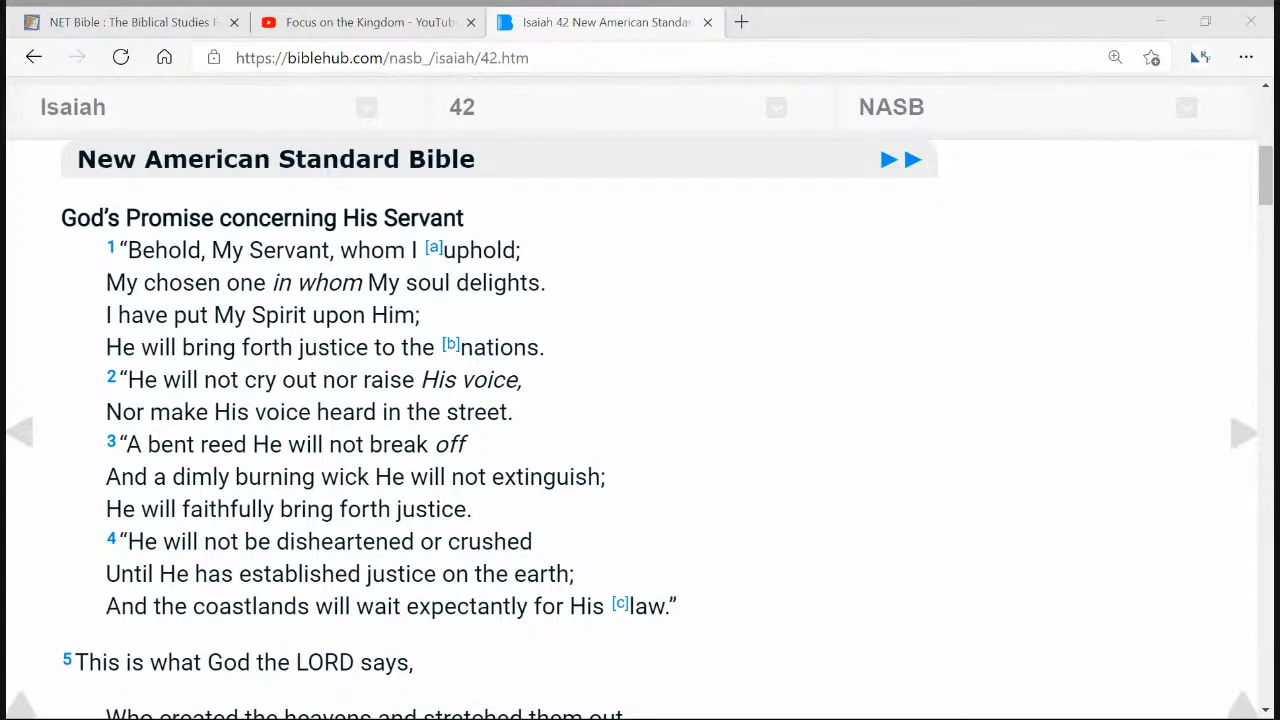 NET Bible : The Biblical Studies F
Focus on the Kingdom - YouTube
Isaiah 42 New American Standar
https://biblehub.com/nasb_/isaiah/42.htm
Isaiah 42 NASB
New American Standard Bible
God’s Promise concerning His Servant
1 “Behold, My Servant, whom I [a]uphold;
My chosen one in whom My soul delights.
I have put My Spirit upon Him;
He will bring forth justice to the [b]nations.
2 “He will not cry out nor raise His voice,
Nor make His voice heard in the street.
3 “A bent reed He will not break off
And a dimly burning wick He will not extinguish;
He will faithfully bring forth justice.
4 “He will not be disheartened or crushed
Until He has established justice on the earth;
And the coastlands will wait expectantly for His [c]law.”
5 This is what God the LORD says,
Who created the heavens and stretched them out,